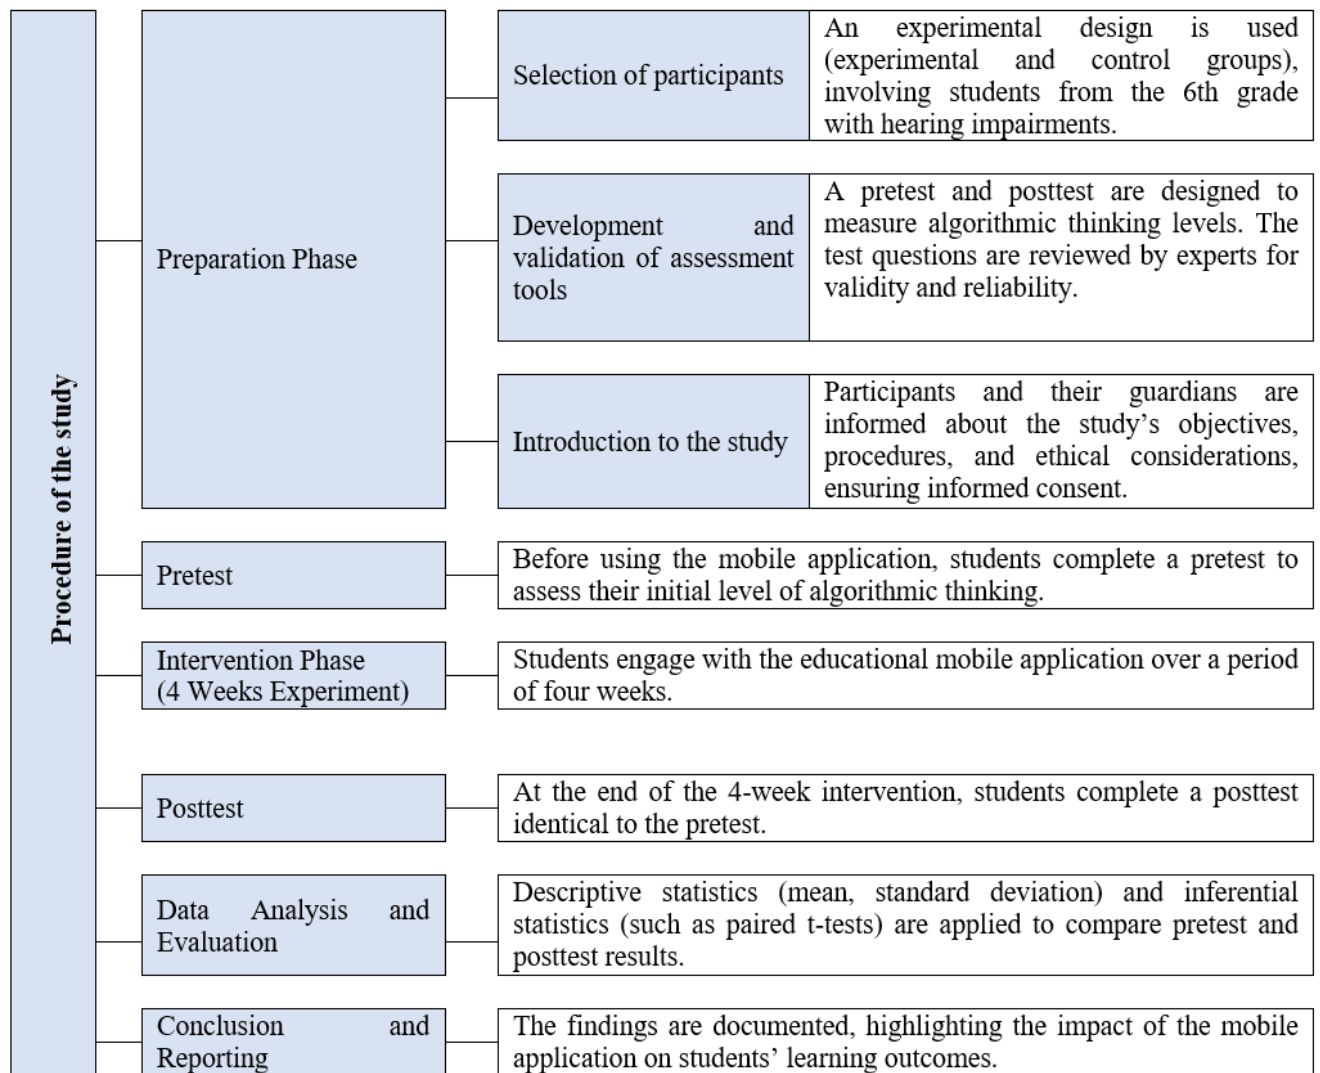 Procedure of the study
Preparation Phase
Selection of participants
An experimental design is used
(experimental and control groups),
involving students from the 6th grade
with hearing impairments.
Development and
validation of assessment
tools
A pretest and posttest are designed to
measure algorithmic thinking levels. The
test questions are reviewed by experts for
validity and reliability.
Introduction to the study
Participants and their guardians are
informed about the study’s objectives,
procedures, and ethical considerations,
ensuring informed consent.
Pretest
Before using the mobile application, students complete a pretest to
assess their initial level of algorithmic thinking.
Intervention Phase
(4 Weeks Experiment)
Students engage with the educational mobile application over a period
of four weeks.
Posttest
At the end of the 4-week intervention, students complete a posttest
identical to the pretest.
Data Analysis and
Evaluation
Descriptive statistics (mean, standard deviation) and inferential
statistics (such as paired t-tests) are applied to compare pretest and
posttest results.
Conclusion and
Reporting
The findings are documented, highlighting the impact of the mobile
application on students’ learning outcomes.